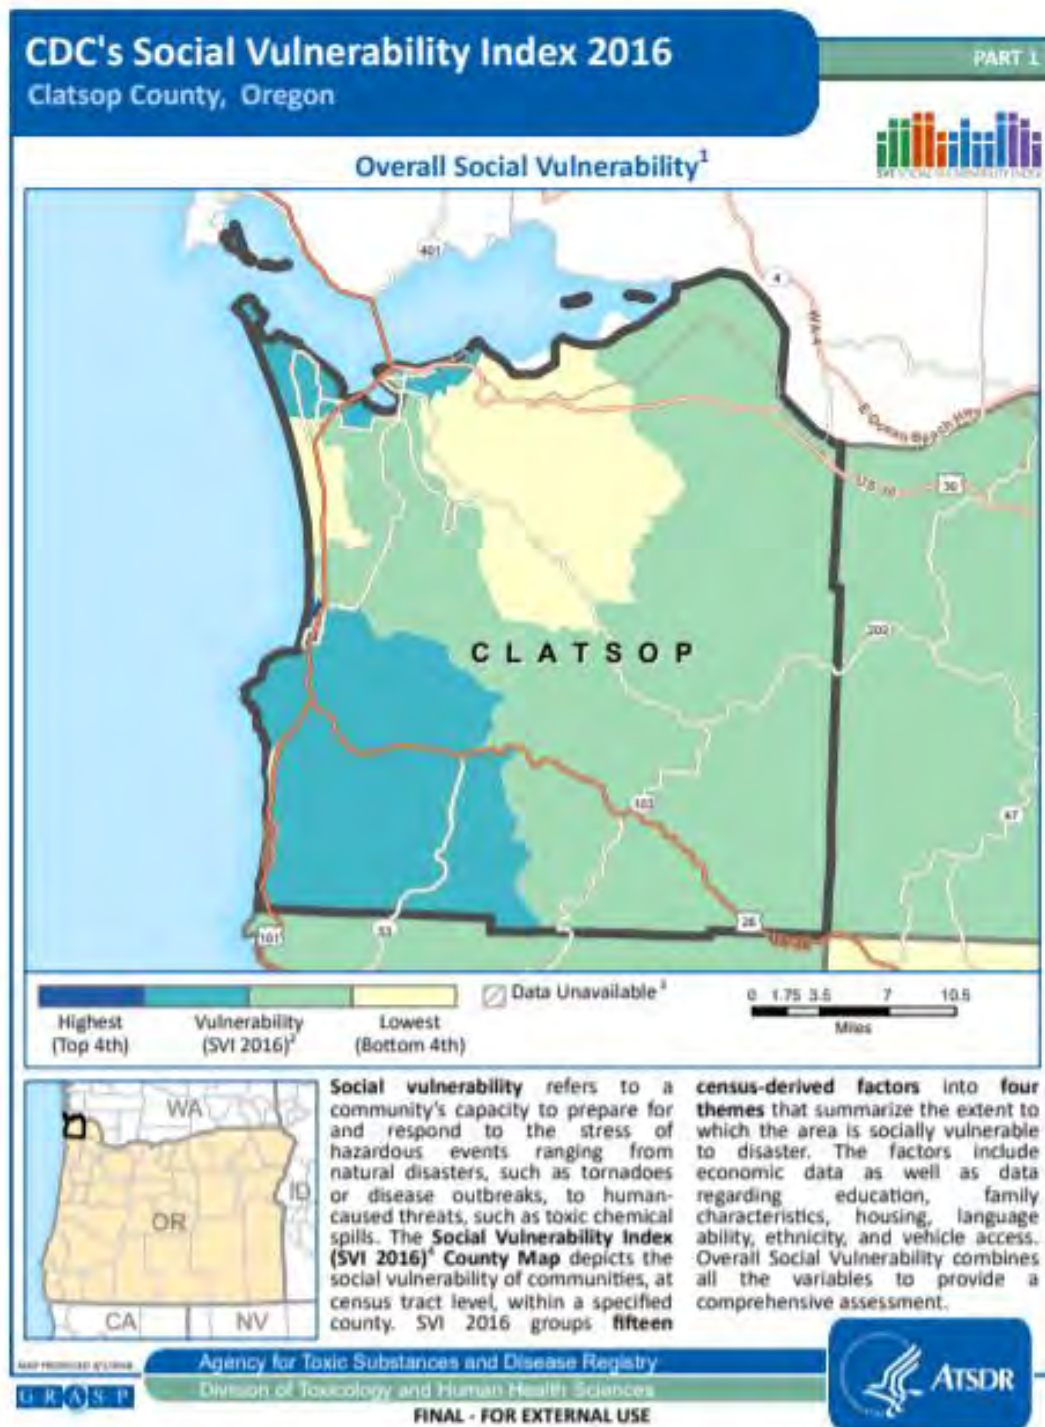 CDC's Social Vulnerability Index 2016
PART 1
Clatsop County, Oregon
Overall Social Vulnerability1
SVI SOCIAL VULNERABILITY INDEX
401
4
WA-4
E Ocean Beach Hwy
US-30
30
CLATSOP
202
103
47
26
US-26
53
101
Data Unavailable3
Highest
(Top 4th)
Vulnerability
(SVI 2016)2
Lowest
(Bottom 4th)
0 1.75 3.5 7 10.5
Miles
WA
OR
ID
CA
NV
Social vulnerability refers to a
community's capacity to prepare for
and respond to the stress of
hazardous events ranging from
natural disasters, such as tornadoes
or disease outbreaks, to human-
caused threats, such as toxic chemical
spills. The Social Vulnerability Index
(SVI 2016)4 County Map depicts the
social vulnerability of communities, at
census tract level, within a specified
county. SVI 2016 groups fifteen
census-derived factors into four
themes that summarize the extent to
which the area is socially vulnerable
to disaster. The factors include
economic data as well as data
regarding education, family
characteristics, housing, language
ability, ethnicity, and vehicle access.
Overall Social Vulnerability combines
all the variables to provide a
comprehensive assessment.
MAP PRODUCED
GRASP
Agency for Toxic Substances and Disease Registry
Division of Toxicology and Human Health Sciences
FINAL - FOR EXTERNAL USE
ATSDR